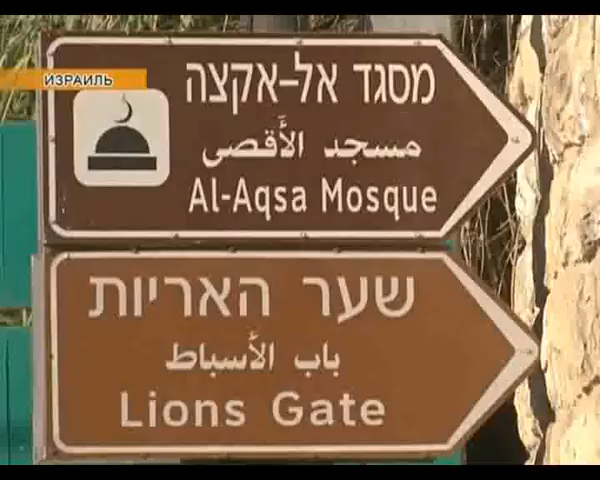 ИЗРАИЛЬ
מסגד אל-אקצה
مسجد الأقصى
Al-Aqsa Mosque
שער האריות
باب الأسباط
Lions Gate